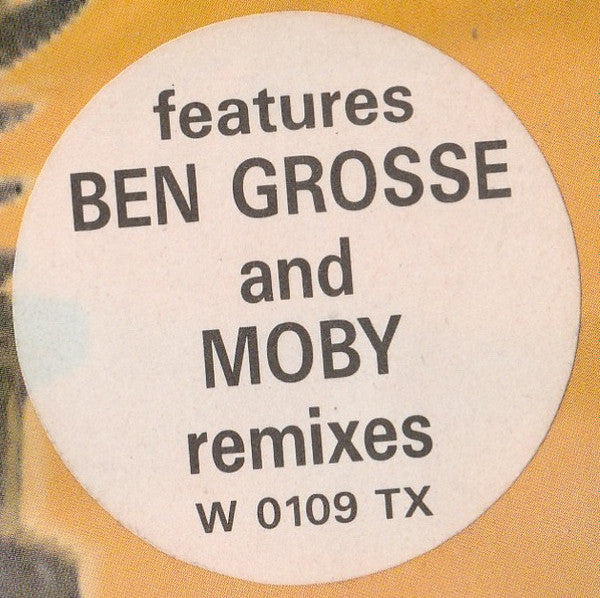 features
BEN GROSSE
and
MOBY
remixes
W 0109 TX